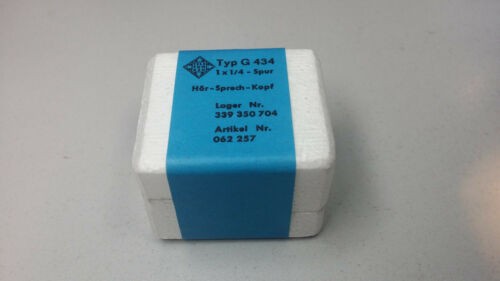 Typ G 434
1 x 1/4 - Spur
Hör-Sprech-Kopf
Lager Nr.
339 350 704
Artikel Nr.
062 257